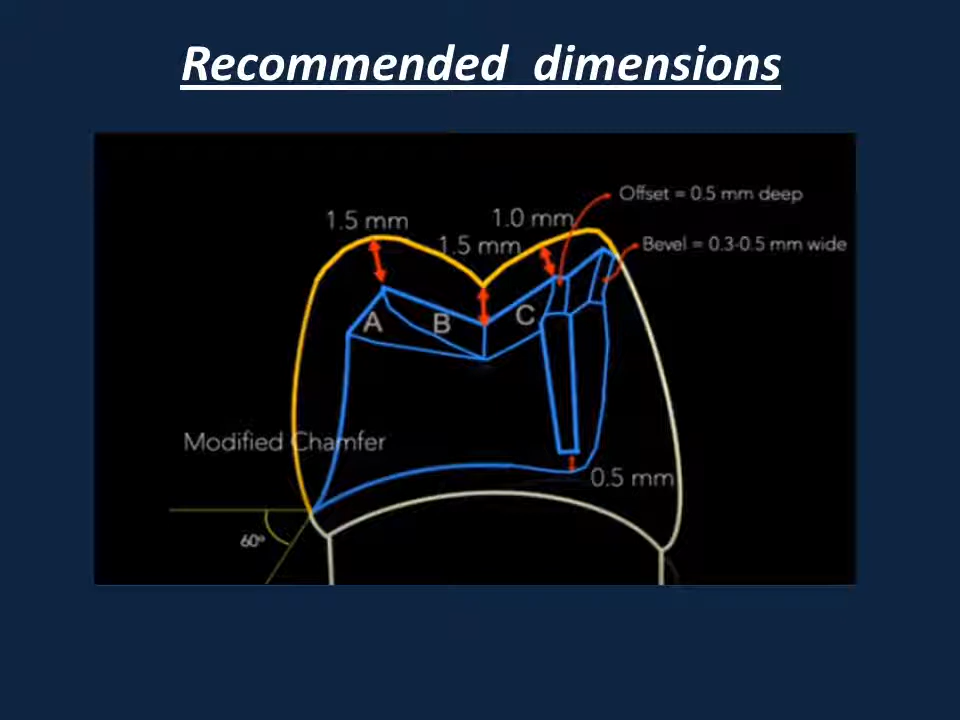 Recommended dimensions
Offset = 0.5 mm deep
1.5 mm
1.0 mm
1.5 mm
Bevel = 0.3-0.5 mm wide
A
B
C
Modified Chamfer
0.5 mm
60°